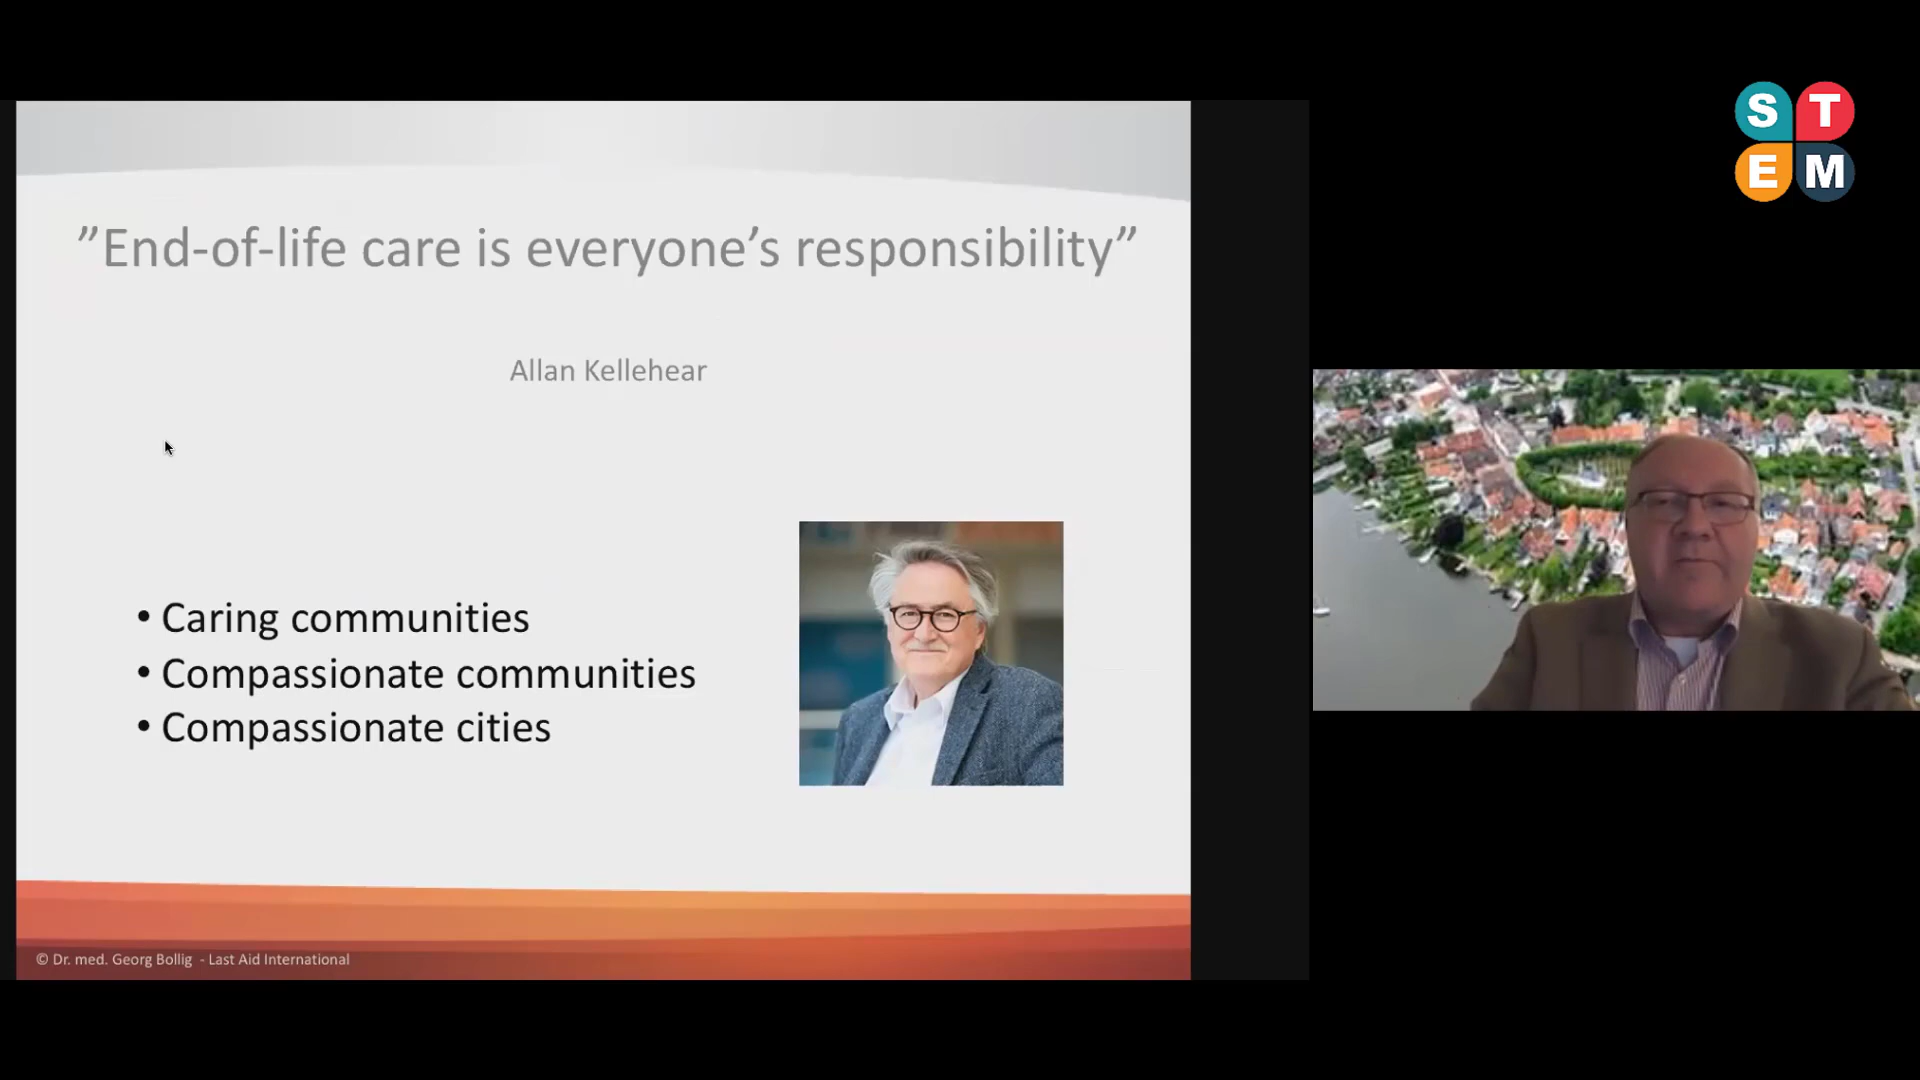 ”End-of-life care is everyone’s responsibility”
Allan Kellehear
• Caring communities
• Compassionate communities
• Compassionate cities
© Dr. med. Georg Bollig - Last Aid International
S T
E M